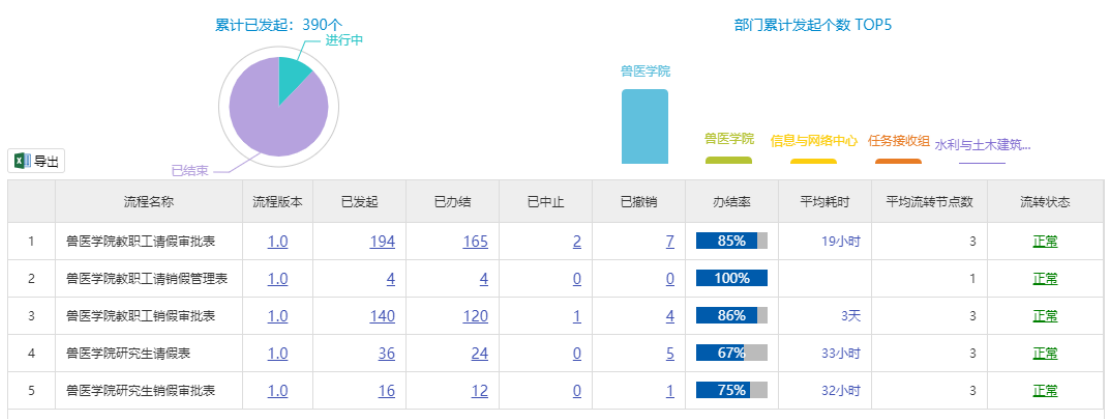 累计已发起：390个
进行中
已结束
部门累计发起个数 TOP5
兽医学院
兽医学院
信息与网络中心
任务接收组
水利与土木建筑...
导出
流程名称 流程版本 已发起 已办结 已中止 已撤销 办结率 平均耗时 平均流转节点数 流转状态
1 兽医学院教职工请假审批表 1.0 194 165 2 7 85% 19小时 3 正常
2 兽医学院教职工请销假管理表 1.0 4 4 0 0 100% 1 正常
3 兽医学院教职工销假审批表 1.0 140 120 1 4 86% 3天 3 正常
4 兽医学院研究生请假表 1.0 36 24 0 5 67% 33小时 3 正常
5 兽医学院研究生销假审批表 1.0 16 12 0 1 75% 32小时 3 正常